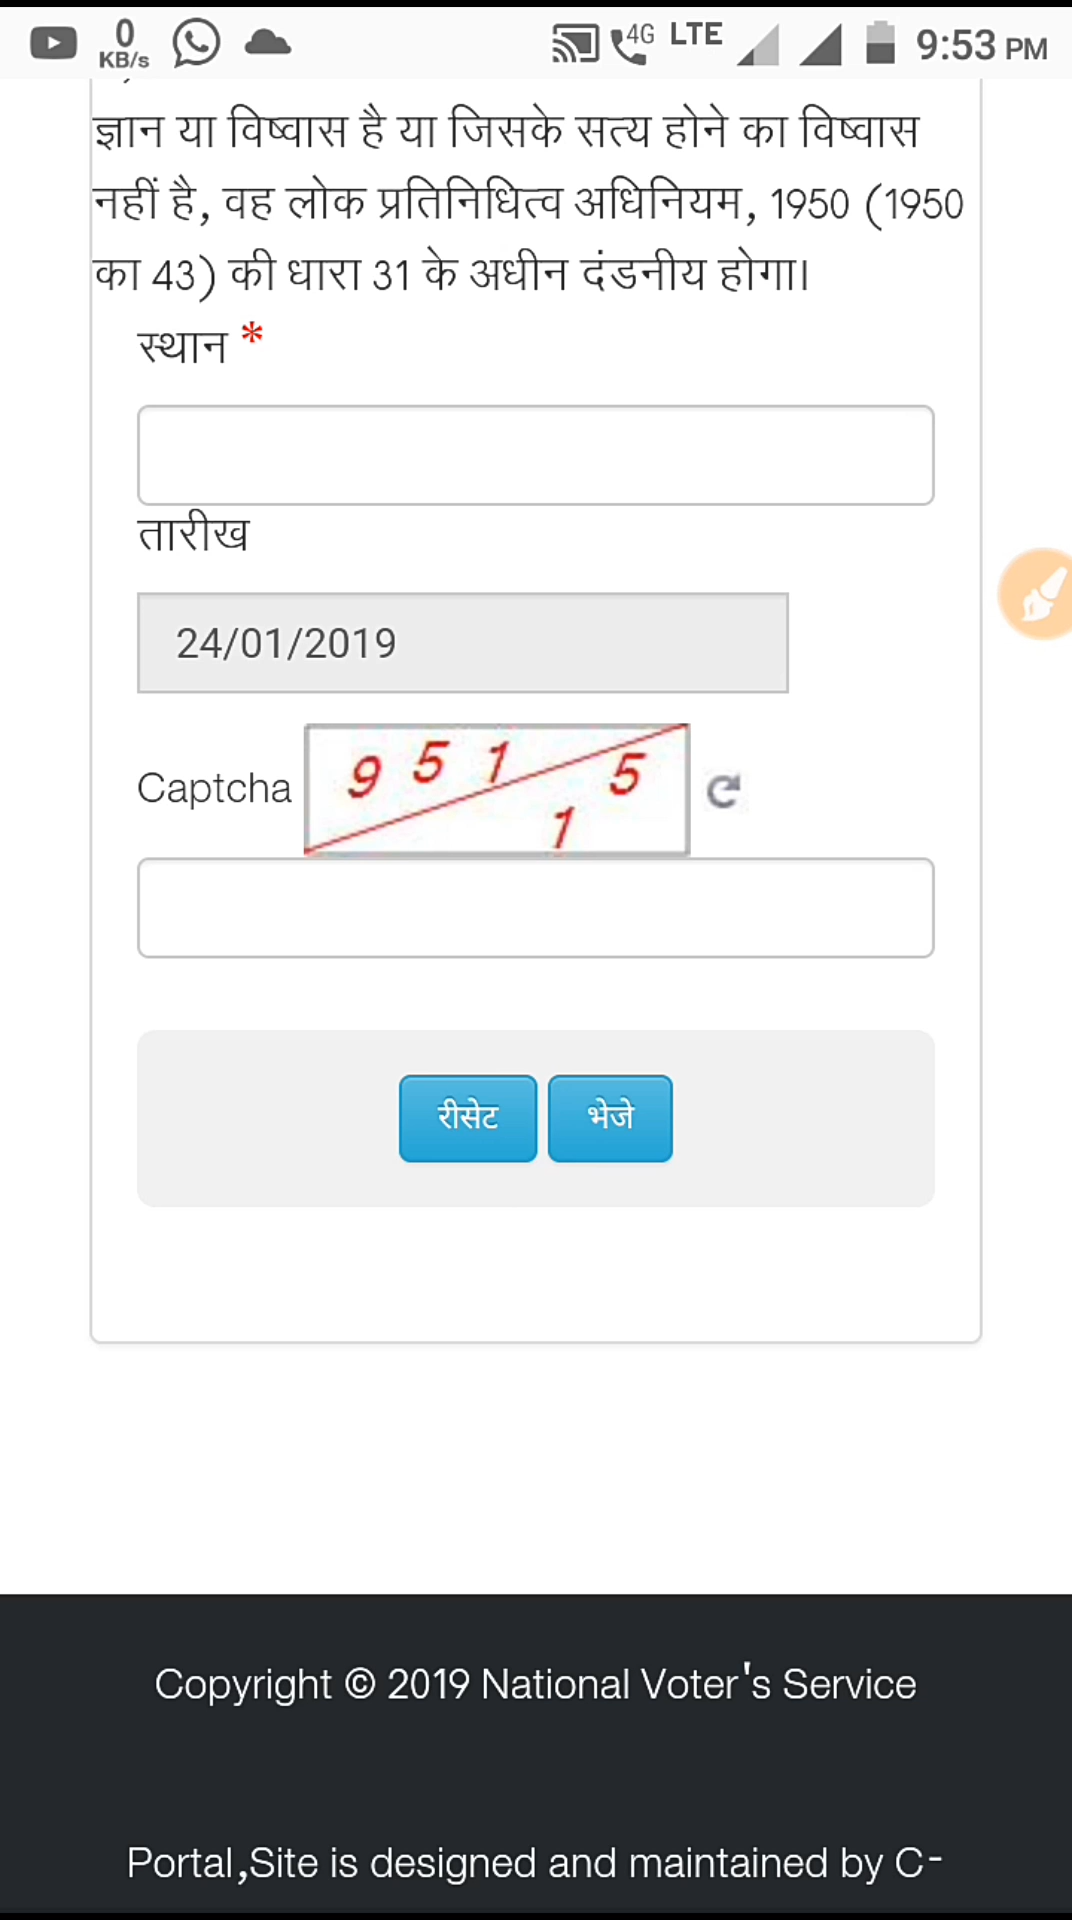 0
KB/s
4G LTE 9:53 PM
ज्ञान या विष्वास है या जिसके सत्य होने का विष्वास
नहीं है, वह लोक प्रतिनिधित्व अधिनियम, 1950 (1950
का 43) की धारा 31 के अधीन दंडनीय होगा।
स्थान *
तारीख
24/01/2019
Captcha 9 5 1 1 5
रीसेट भेजे
Copyright © 2019 National Voter's Service
Portal,Site is designed and maintained by C-